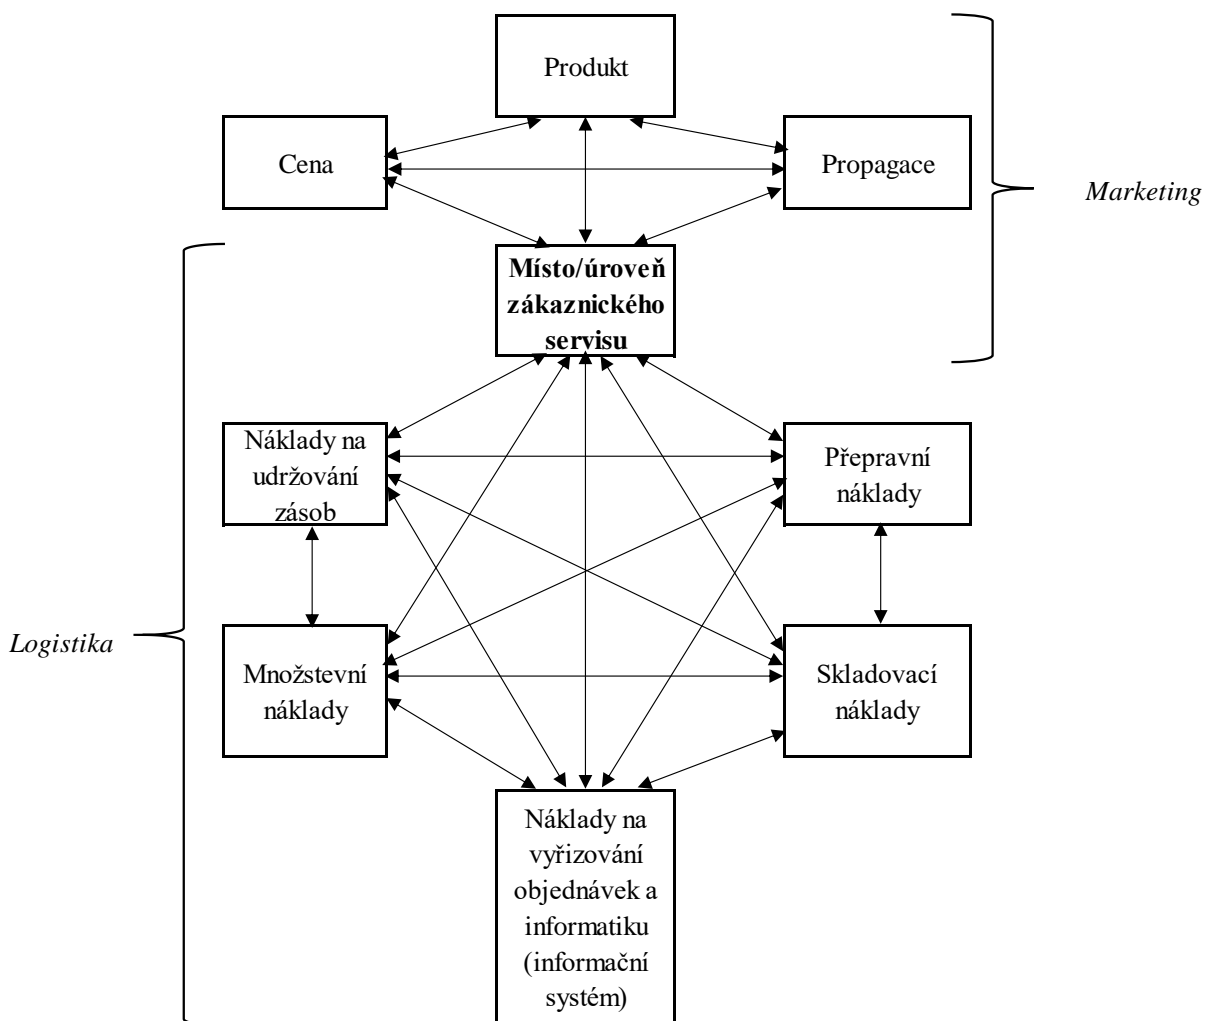 Produkt
Cena
Propagace
Marketing
Místo/úroveň
zákaznického
servisu
Náklady na
udržování
zásob
Přepravní
náklady
Logistika
Množstevní
náklady
Skladovací
náklady
Náklady na
vyřizování
objednávek a
informatiku
(informační
systém)